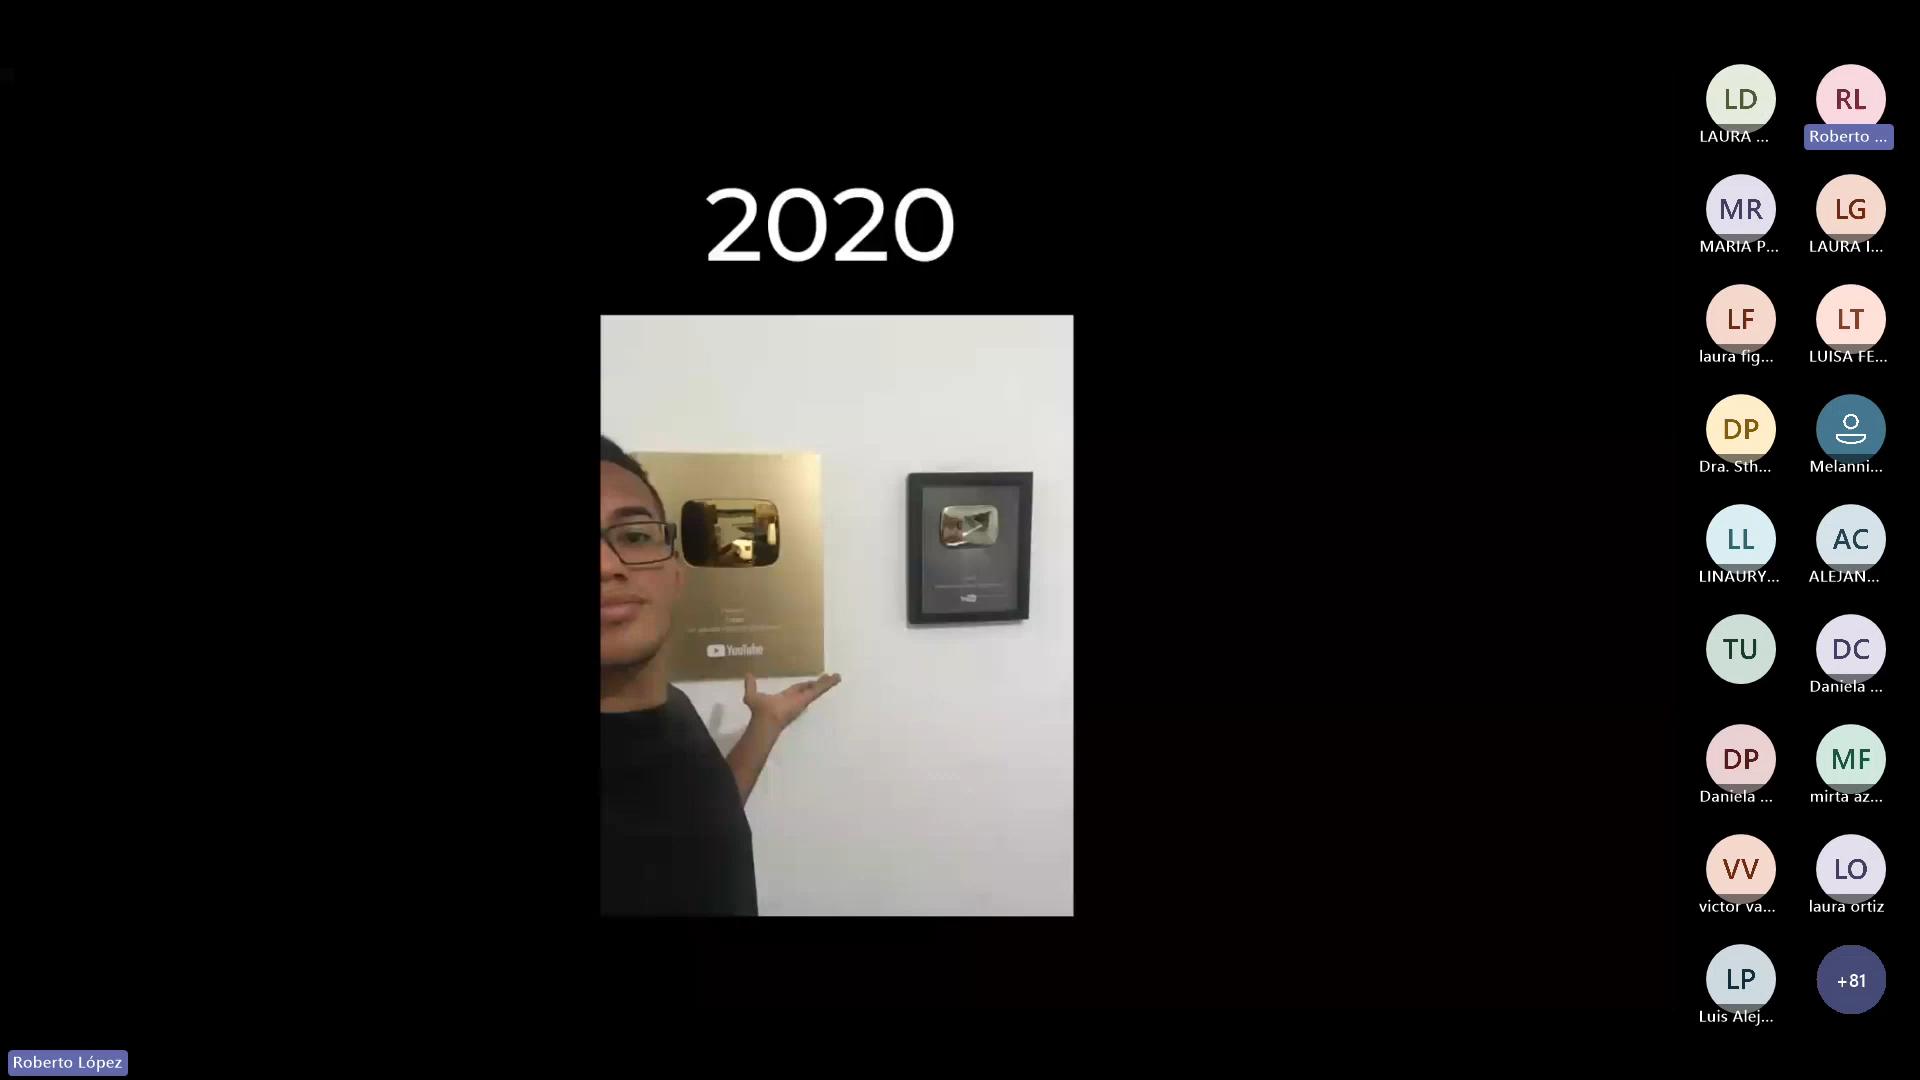 2020
YouTube
LD
LAURA ...
RL
Roberto ...
MR
MARIA P...
LG
LAURA I...
LF
laura fig...
LT
LUISA FE...
DP
Dra. Sth...
Melanni...
LL
LINAURY...
AC
ALEJAN...
TU
DC
Daniela ...
DP
Daniela ...
MF
mirta az...
VV
victor va...
LO
laura ortiz
LP
Luis Alej...
+81
Roberto López